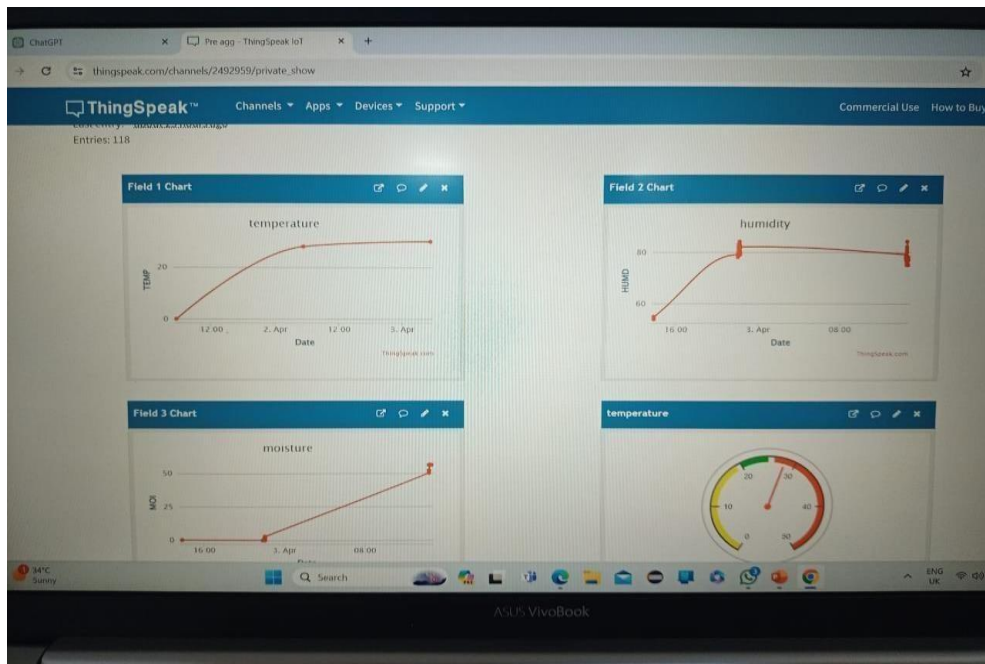 ChatGPT
Pre agg - ThingSpeak IoT
thingspeak.com/channels/2492959/private_show
ThingSpeak™ Channels Apps Devices Support Commercial Use How to Buy
Entries: 118
Field 1 Chart
temperature
TEMP
20
0
12:00 2. Apr 12:00 3. Apr
Date
ThingSpeak.com
Field 2 Chart
humidity
HUMD
80
60
16:00 3. Apr 08:00
Date
ThingSpeak.com
Field 3 Chart
moisture
MOI
50
25
0
16:00 3. Apr 08:00
temperature
20 30
10 40
0 50
34°C
Sunny
Search
ENG
UK
ASUS VivoBook